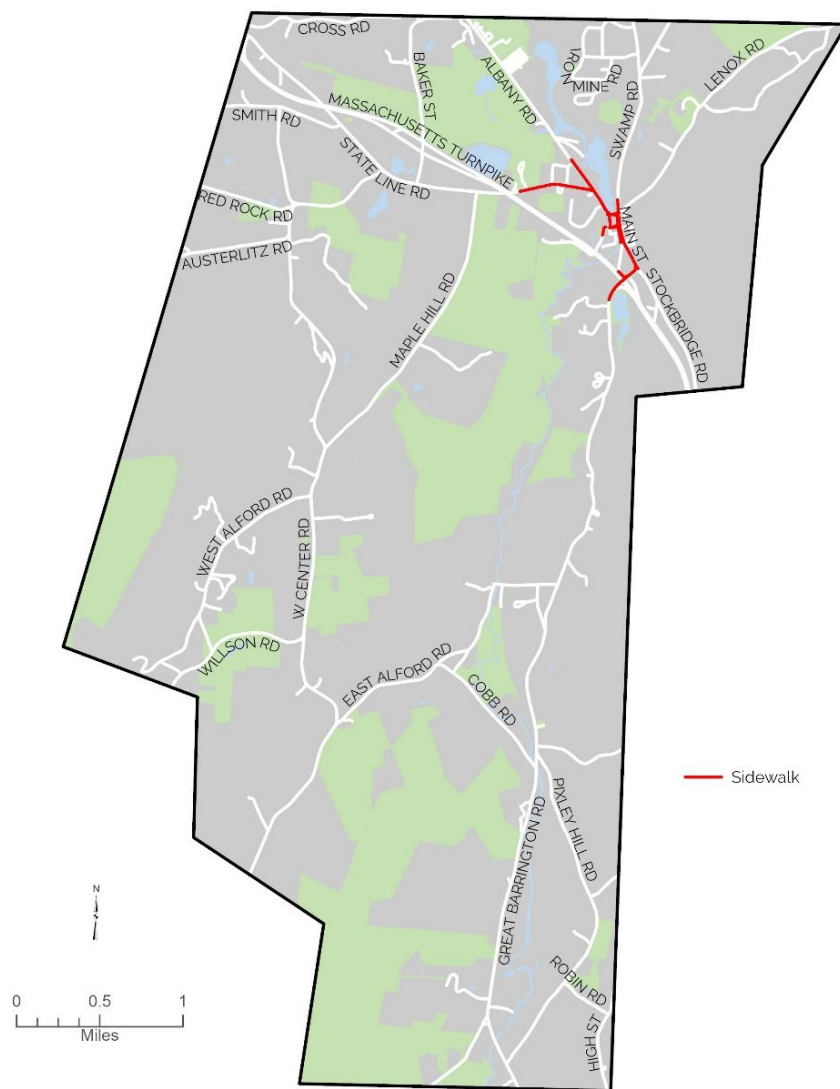 CROSS RD
BAKER ST
ALBANY RD
IRON
MINE RD
SWAMP RD
LENOX RD
SMITH RD
MASSACHUSETTS TURNPIKE
STATE LINE RD
RED ROCK RD
AUSTERLITZ RD
MAIN ST
STOCKBRIDGE RD
MAPLE HILL RD
WEST ALFORD RD
W CENTER RD
WILLSON RD
EAST ALFORD RD
COBB RD
Sidewalk
PIXLEY HILL RD
GREAT BARRINGTON RD
N
ROBIN RD
HIGH ST
0 0.5 1
Miles